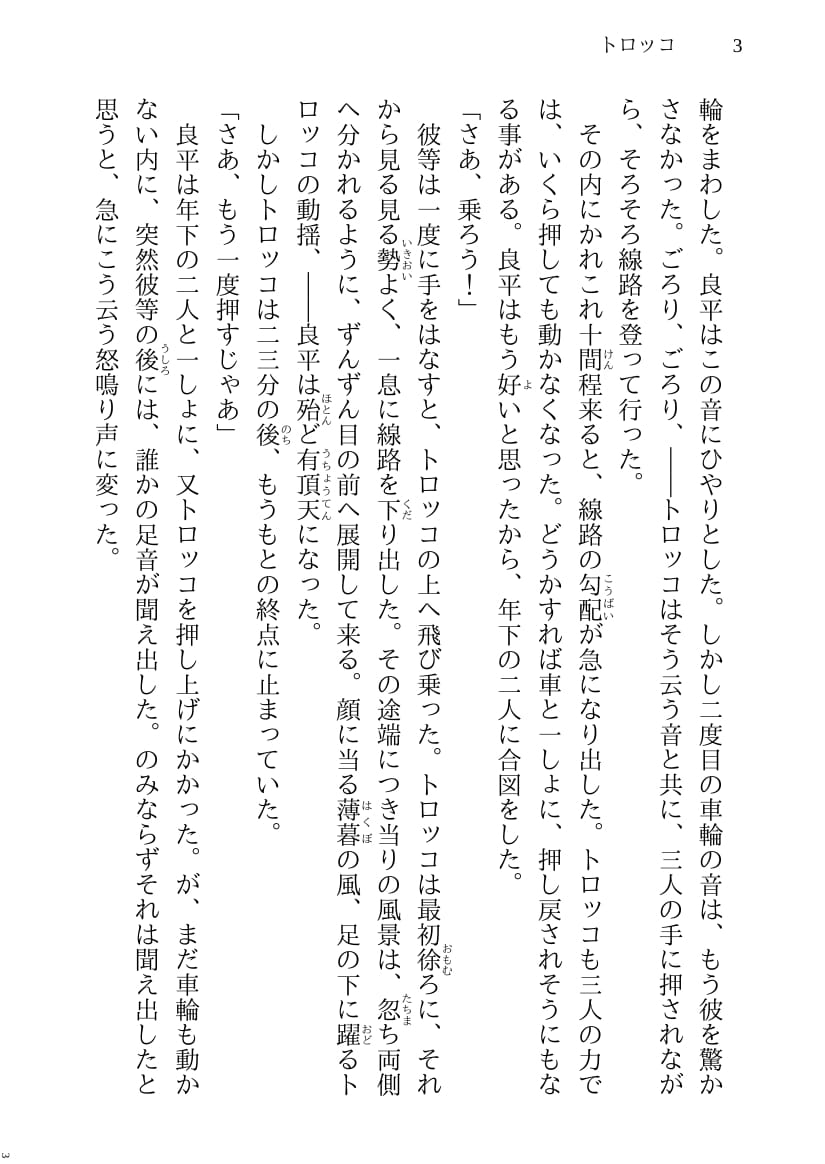 トロッコ 3
輪をまわした。良平はこの音にひやりとした。しかし二度目の車輪の音は、もう彼を驚か
さなかった。ごろり、ごろり、――トロッコはそう云う音と共に、三人の手に押されなが
ら、そろそろ線路を登って行った。
その内にかれこれ十間程来ると、線路の勾配が急になり出した。トロッコも三人の力で
は、いくら押しても動かなくなった。どうかすれば車と一しょに、押し戻されそうにもな
る事がある。良平はもう好いと思ったから、年下の二人に合図をした。
「さあ、乗ろう！」
彼等は一度に手をはなすと、トロッコの上へ飛び乗った。トロッコは最初徐ろに、それ
から見る見る勢よく、一息に線路を下り出した。その途端につき当りの風景は、忽ち両側
へ分かれるように、ずんずん目の前へ展開して来る。顔に当る薄暮の風、足の下に躍るト
ロッコの動揺、――良平は殆ど有頂天になった。
しかしトロッコは二三分の後、もうもとの終点に止まっていた。
「さあ、もう一度押すじゃあ」
良平は年下の二人と一しょに、又トロッコを押し上げにかかった。が、まだ車輪も動か
ない内に、突然彼等の後には、誰かの足音が聞え出した。のみならずそれは聞え出したと
思うと、急にこう云う怒鳴り声に変った。
3